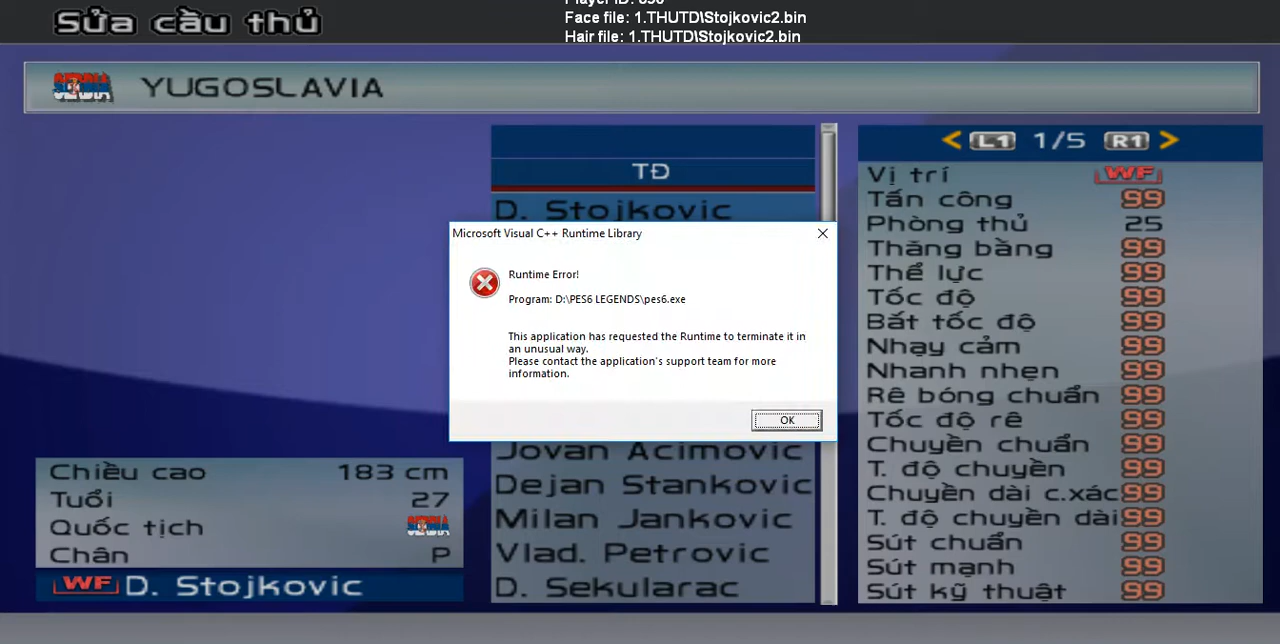 Sửa cầu thủ
Face file: 1.THUTD\Stojkovic2.bin
Hair file: 1.THUTD\Stojkovic2.bin
SERBIA
YUGOSLAVIA
TĐ
D. Stojkovic
Jovan Acimovic
Dejan Stankovic
Milan Jankovic
Vlad. Petrovic
D. Sekularac
Microsoft Visual C++ Runtime Library
Runtime Error!
Program: D:\PES6 LEGENDS\pes6.exe
This application has requested the Runtime to terminate it in
an unusual way.
Please contact the application's support team for more
information.
OK
L1 1/5 R1
Vị trí WF
Tấn công 99
Phòng thủ 25
Thăng bằng 99
Thể lực 99
Tốc độ 99
Bắt tốc độ 99
Nhạy cảm 99
Nhanh nhẹn 99
Rê bóng chuẩn 99
Tốc độ rê 99
Chuyền chuẩn 99
T. độ chuyền 99
Chuyền dài c.xác 99
T. độ chuyền dài 99
Sút chuẩn 99
Sút mạnh 99
Sút kỹ thuật 99
Chiều cao 183 cm
Tuổi 27
Quốc tịch SERBIA
Chân P
WF D. Stojkovic